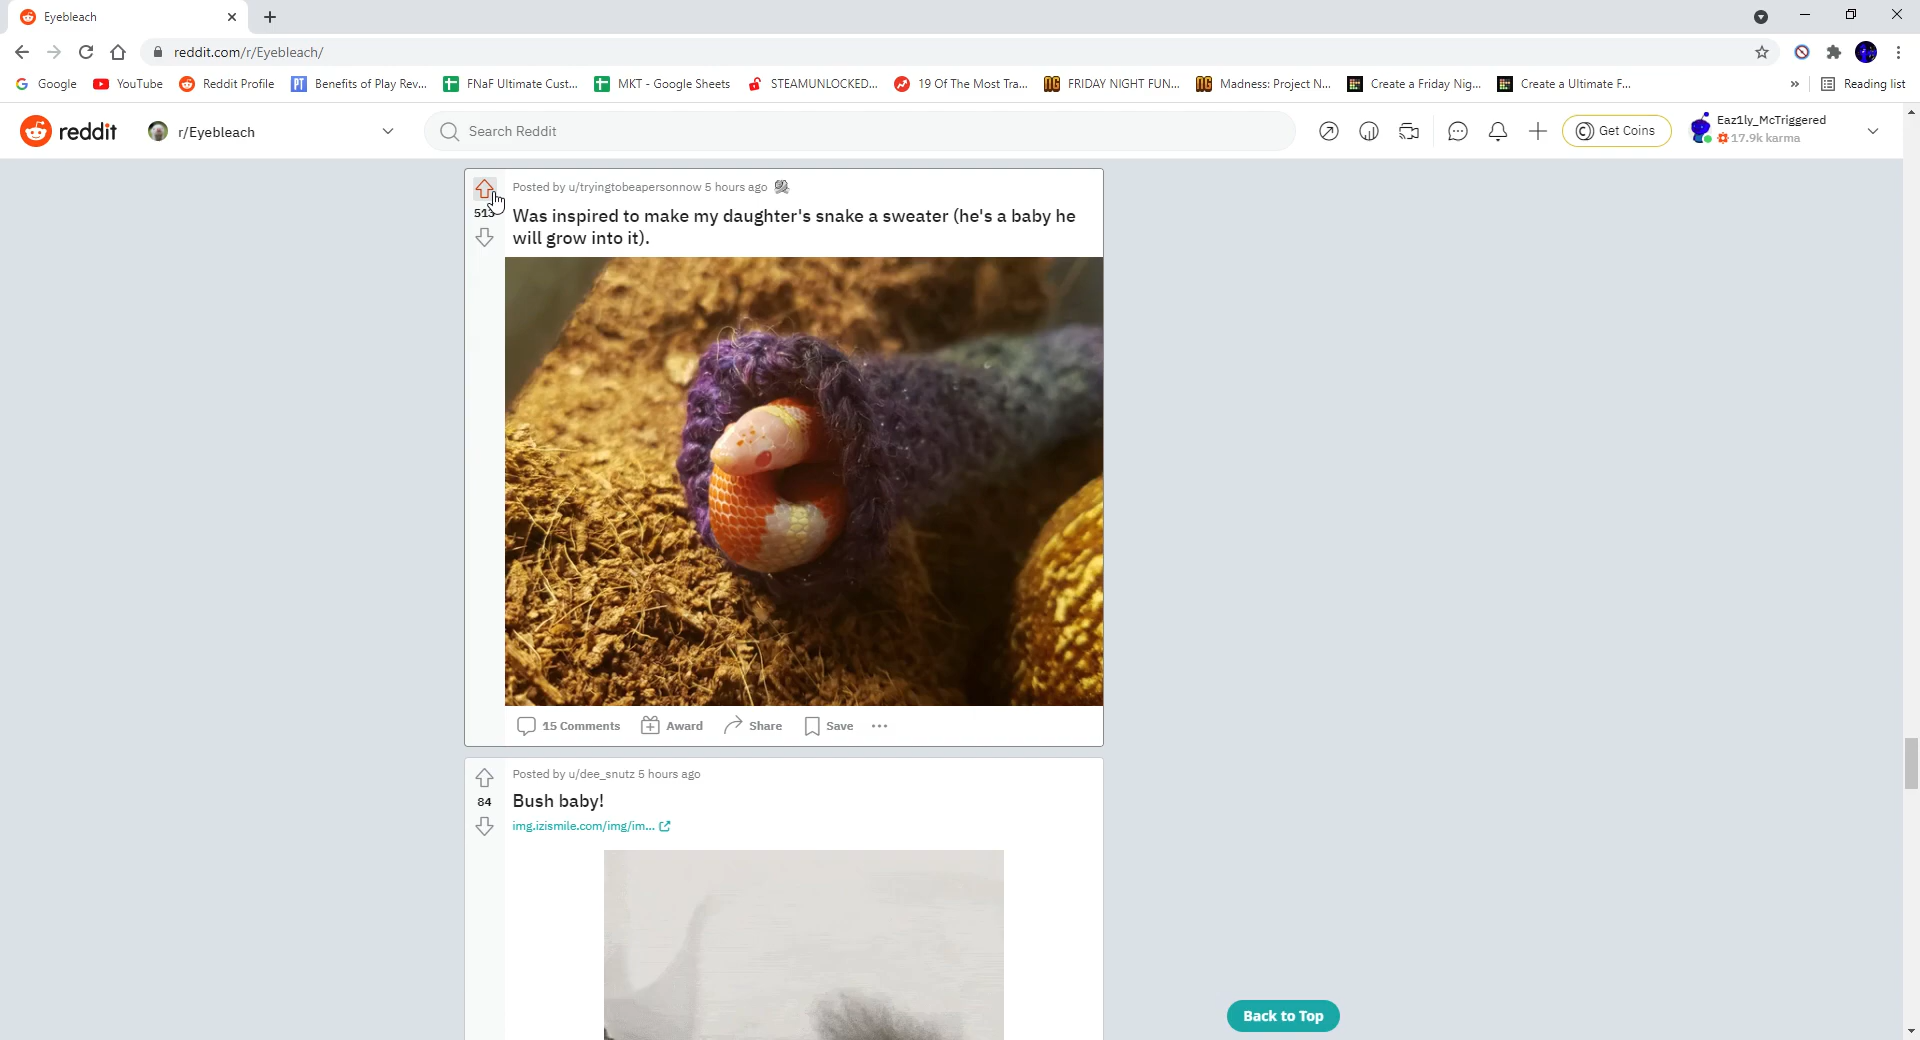 Eyebleach
reddit.com/r/Eyebleach/
Google
YouTube
Reddit Profile
Benefits of Play Rev...
FNaF Ultimate Cust...
MKT - Google Sheets
STEAMUNLOCKED...
19 Of The Most Tra...
FRIDAY NIGHT FUN...
Madness: Project N...
Create a Friday Nig...
Create a Ultimate F...
»
Reading list
reddit
r/Eyebleach
Search Reddit
Get Coins
Eaz1ly_McTriggered
17.9k karma
Posted by u/tryingtobeapersonnow 5 hours ago
513
Was inspired to make my daughter's snake a sweater (he's a baby he
will grow into it).
15 Comments
Award
Share
Save
Posted by u/dee_snutz 5 hours ago
84
Bush baby!
img.izismile.com/img/im...
Back to Top